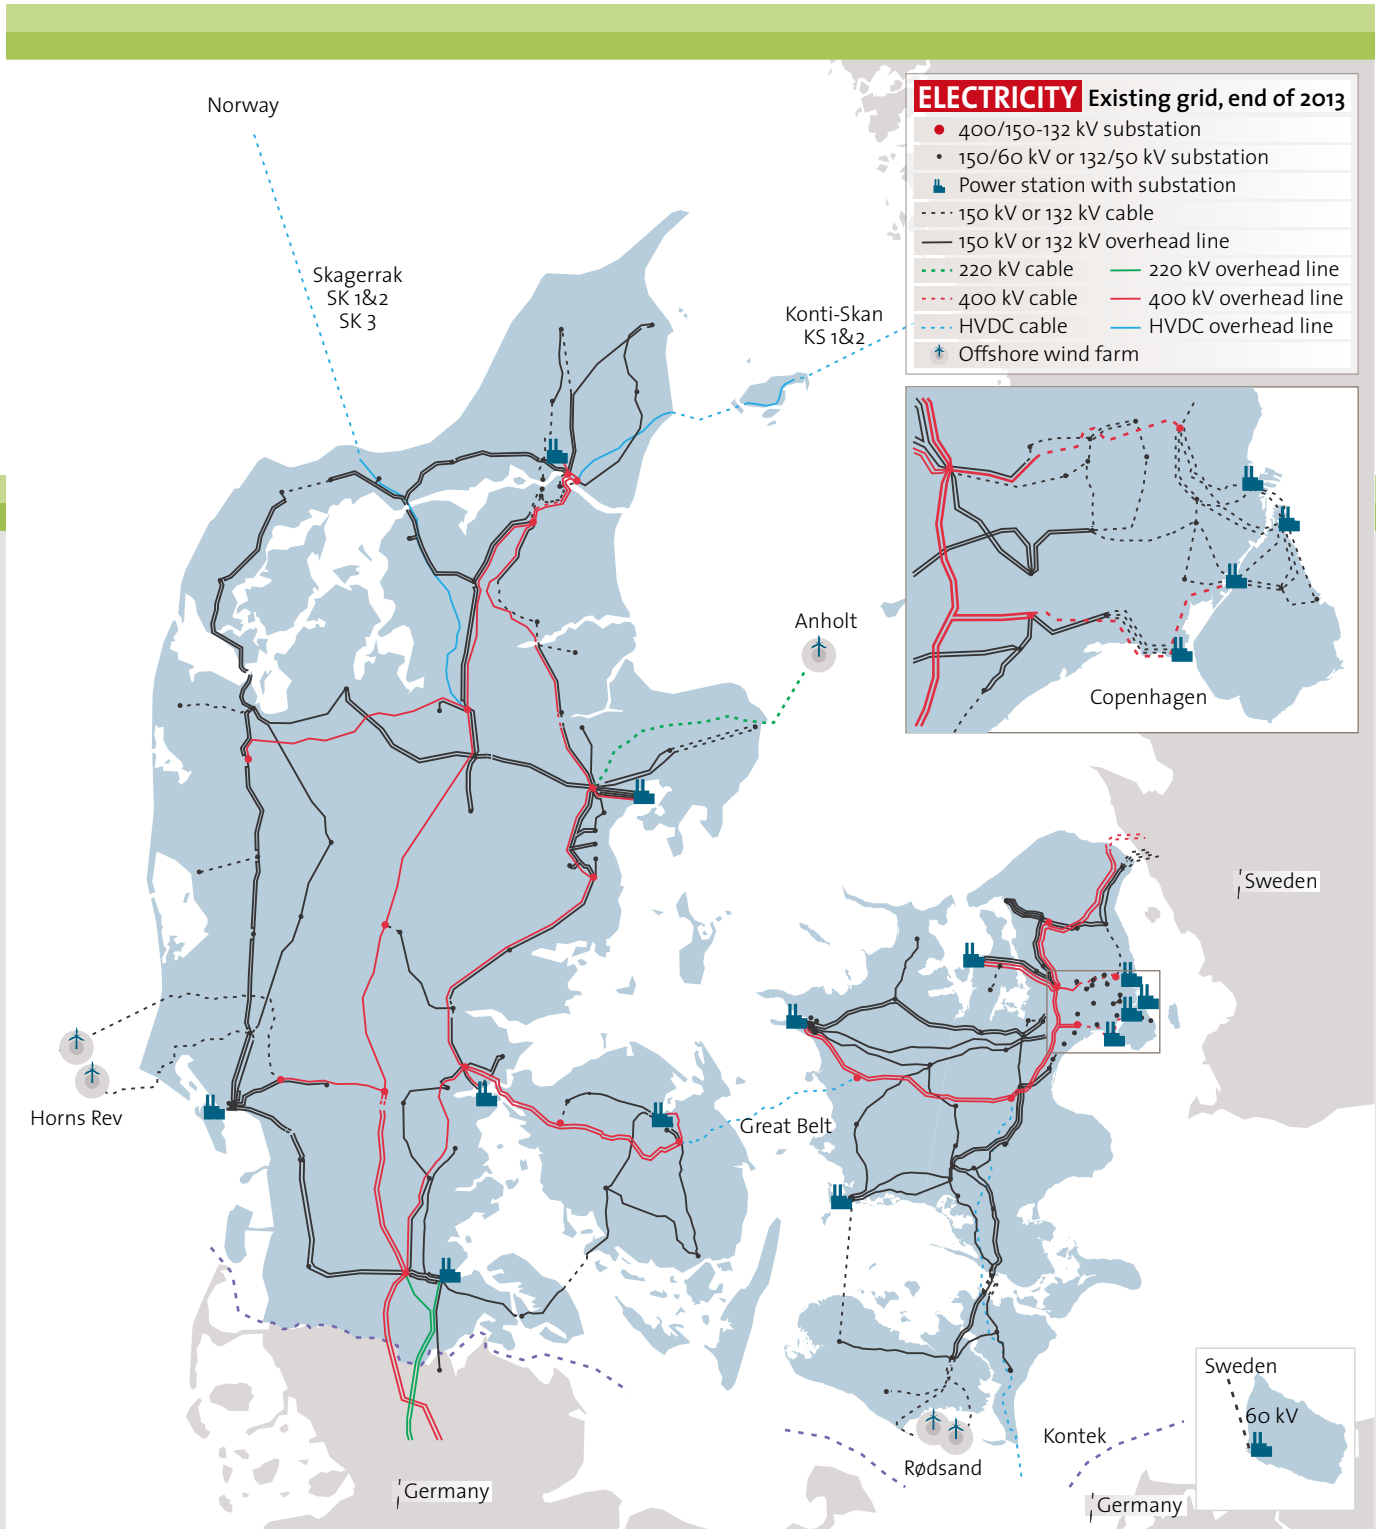 Norway
ELECTRICITY Existing grid, end of 2013
400/150-132 kV substation
150/60 kV or 132/50 kV substation
Power station with substation
150 kV or 132 kV cable
150 kV or 132 kV overhead line
220 kV cable
220 kV overhead line
400 kV cable
400 kV overhead line
HVDC cable
HVDC overhead line
Offshore wind farm
Skagerrak
SK 1&2
SK 3
Konti-Skan
KS 1&2
Anholt
Copenhagen
Sweden
Horns Rev
Great Belt
Sweden
60 kV
Kontek
Rødsand
Germany
Germany